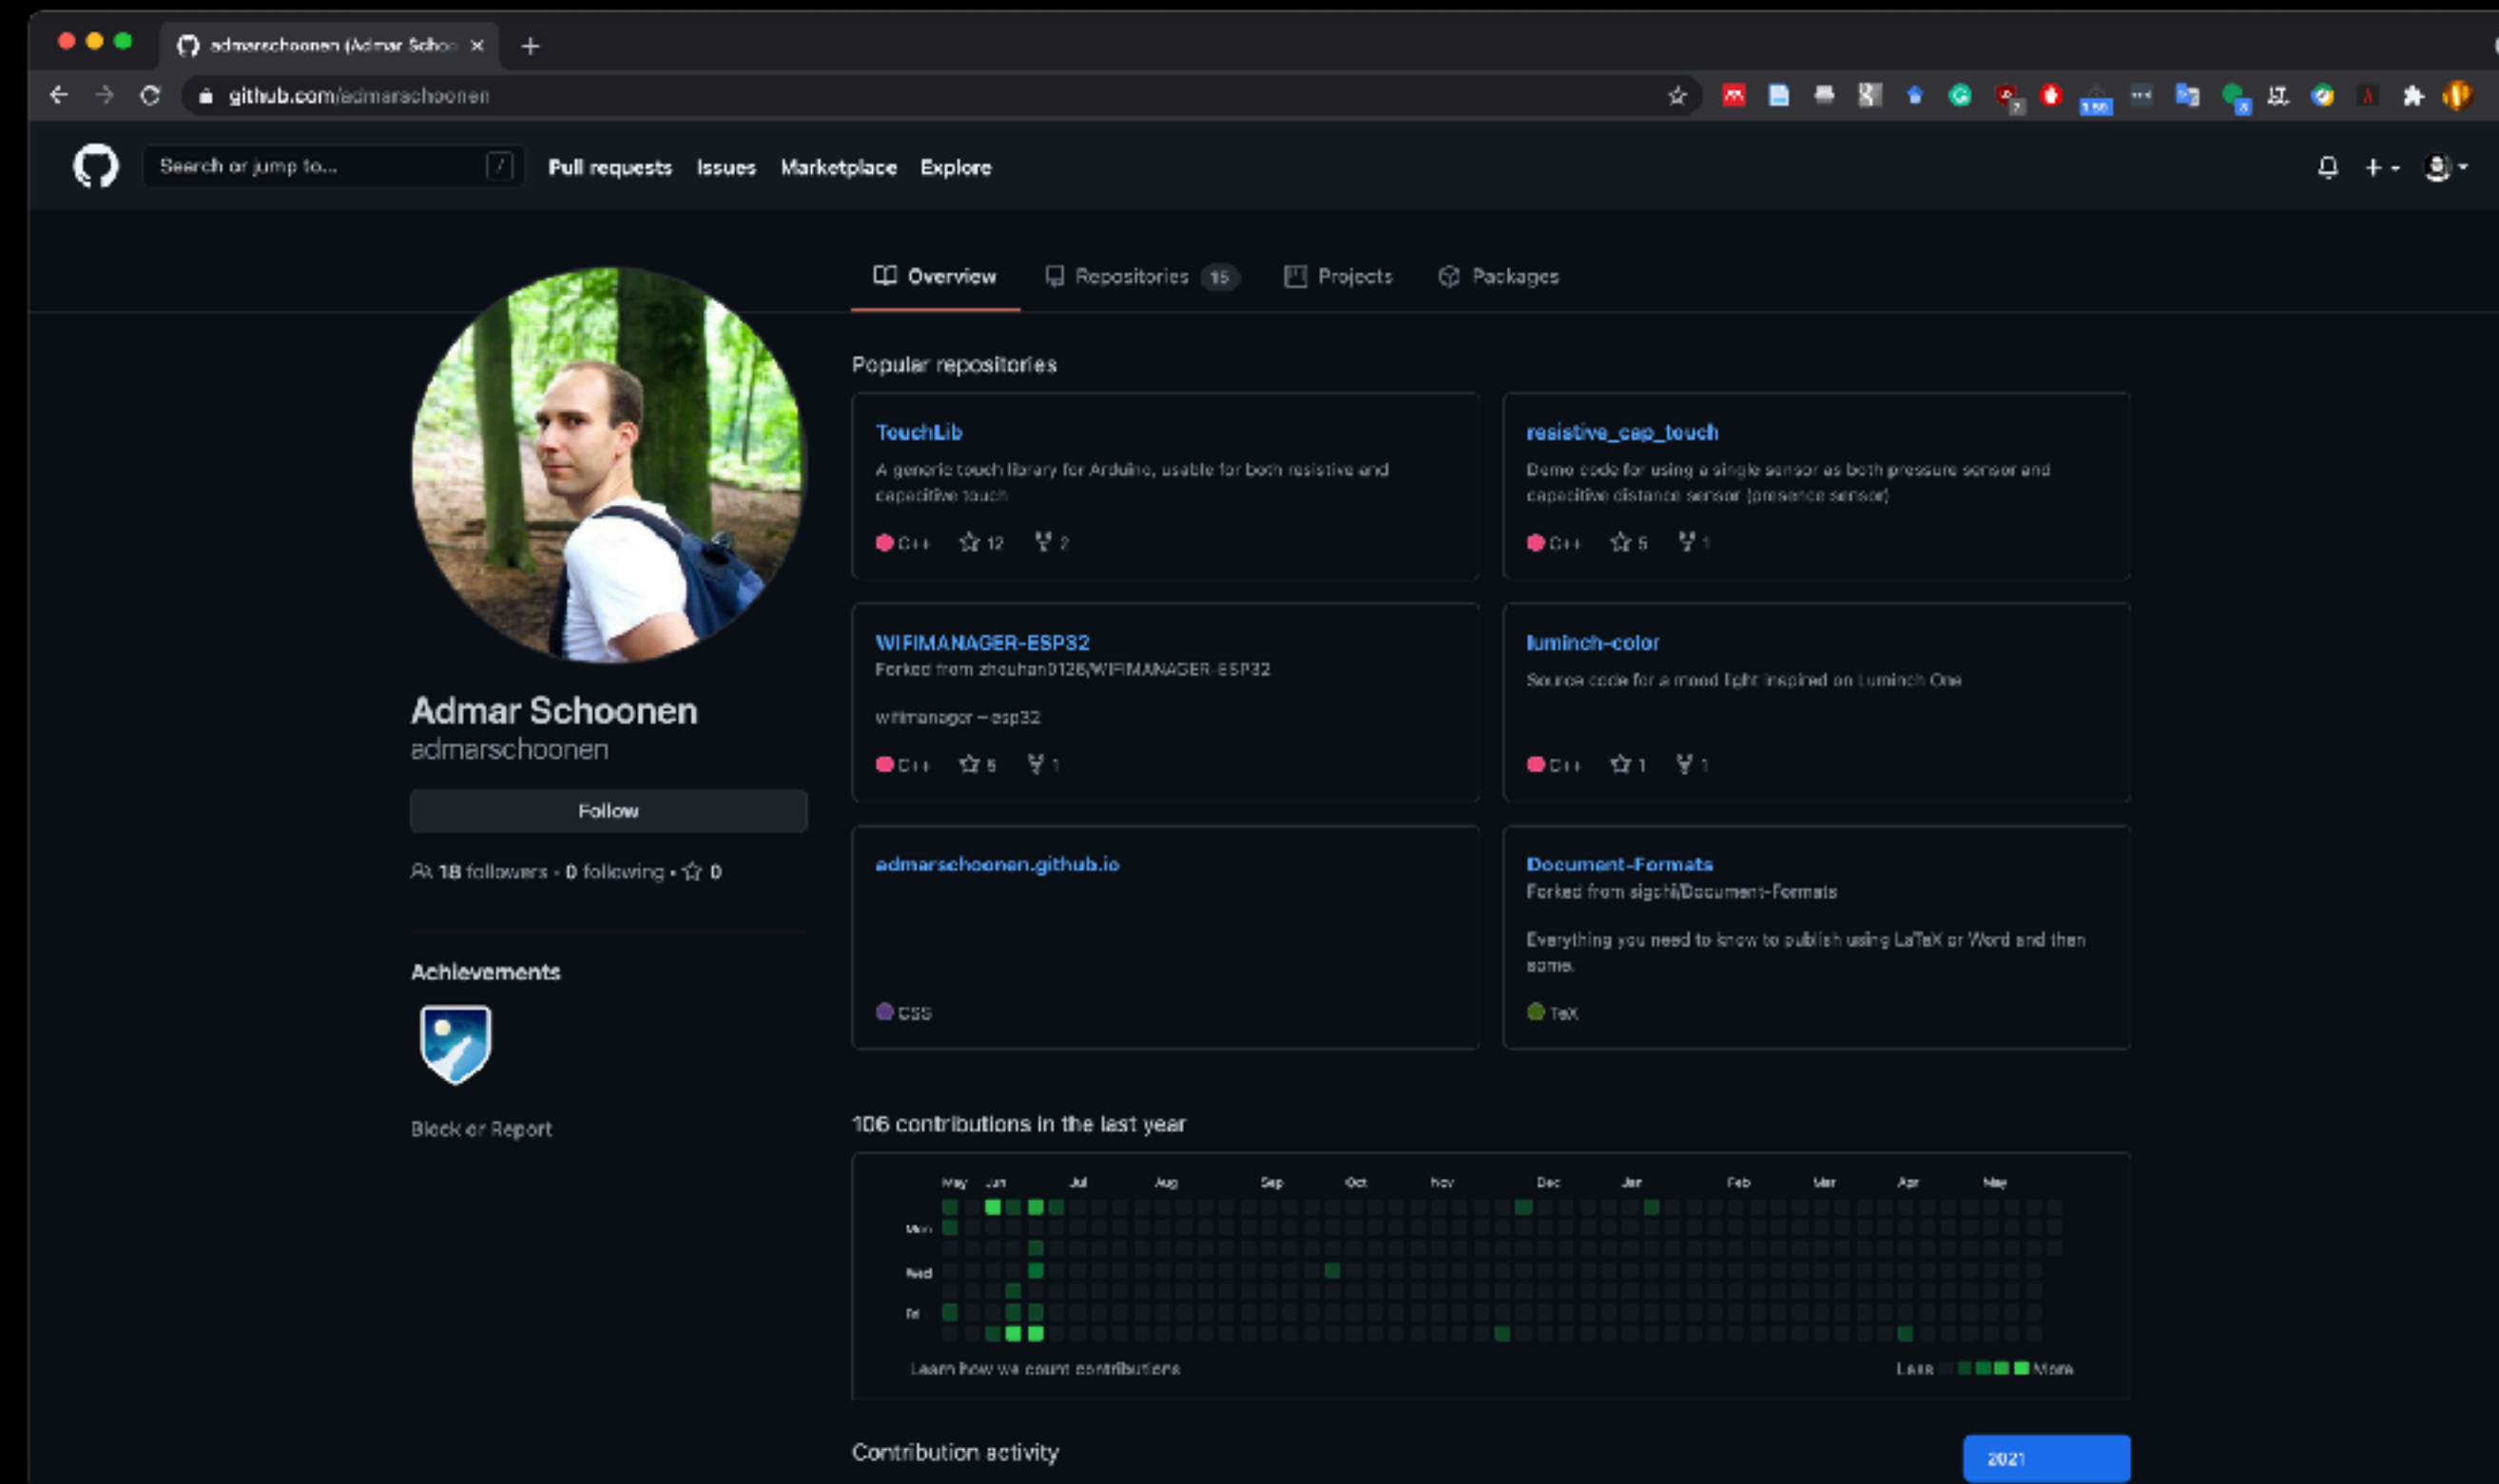 admarschoonen (Admar Schoo
github.com/admarschoonen
Search or jump to...
/
Pull requests Issues Marketplace Explore
Overview Repositories 15 Projects Packages
Popular repositories
TouchLib
A generic touch library for Arduino, usable for both resistive and
capacitive touch
C++ 12 2
resistive_cap_touch
Demo code for using a single sensor as both pressure sensor and
capacitive distance sensor (presence sensor)
C++ 5 1
WIFIMANAGER-ESP32
Forked from zhouhan0126/WIFIMANAGER-ESP32
wifimanager – esp32
C++ 5 1
luminch-color
Source code for a mood light inspired on Luminch One
C++ 1 1
admarschoonen.github.io
CSS
Document-Formats
Forked from sigchi/Document-Formats
Everything you need to know to publish using LaTeX or Word and then
some.
TeX
Admar Schoonen
admarschoonen
Follow
18 followers · 0 following · 0
Achievements
Block or Report
106 contributions in the last year
May Jun Jul Aug Sep Oct Nov Dec Jan Feb Mar Apr May
Mon
Wed
Fri
Learn how we count contributions
Less More
Contribution activity
2021